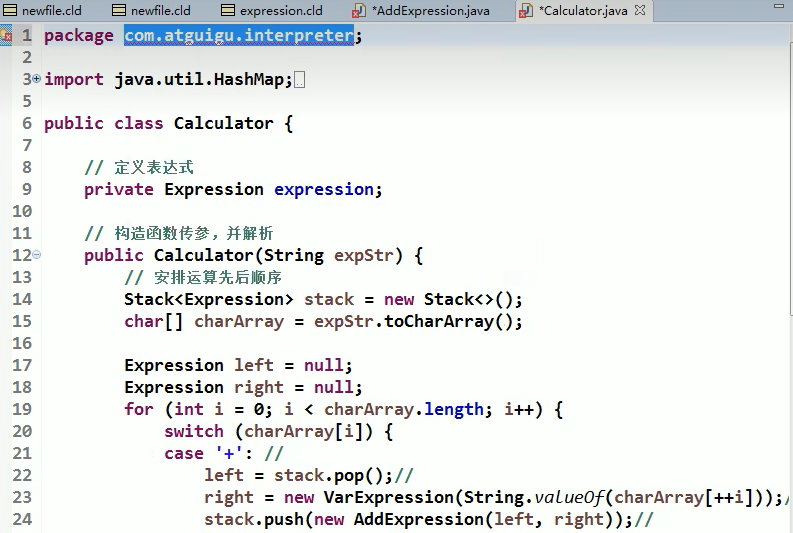 newfile.cld newfile.cld expression.cld *AddExpression.java *Calculator.java
1 package com.atguigu.interpreter;
2
3 import java.util.HashMap;
5
6 public class Calculator {
7
8 // 定义表达式
9 private Expression expression;
10
11 // 构造函数传参，并解析
12 public Calculator(String expStr) {
13 // 安排运算先后顺序
14 Stack<Expression> stack = new Stack<>();
15 char[] charArray = expStr.toCharArray();
16
17 Expression left = null;
18 Expression right = null;
19 for (int i = 0; i < charArray.length; i++) {
20 switch (charArray[i]) {
21 case '+': //
22 left = stack.pop();//
23 right = new VarExpression(String.valueOf(charArray[++i]));/
24 stack.push(new AddExpression(left, right));//